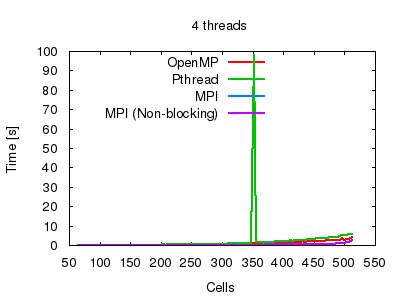 4 threads
Time [s]
100
90
80
70
60
50
40
30
20
10
0
OpenMP
Pthread
MPI
MPI (Non-blocking)
50 100 150 200 250 300 350 400 450 500 550
Cells